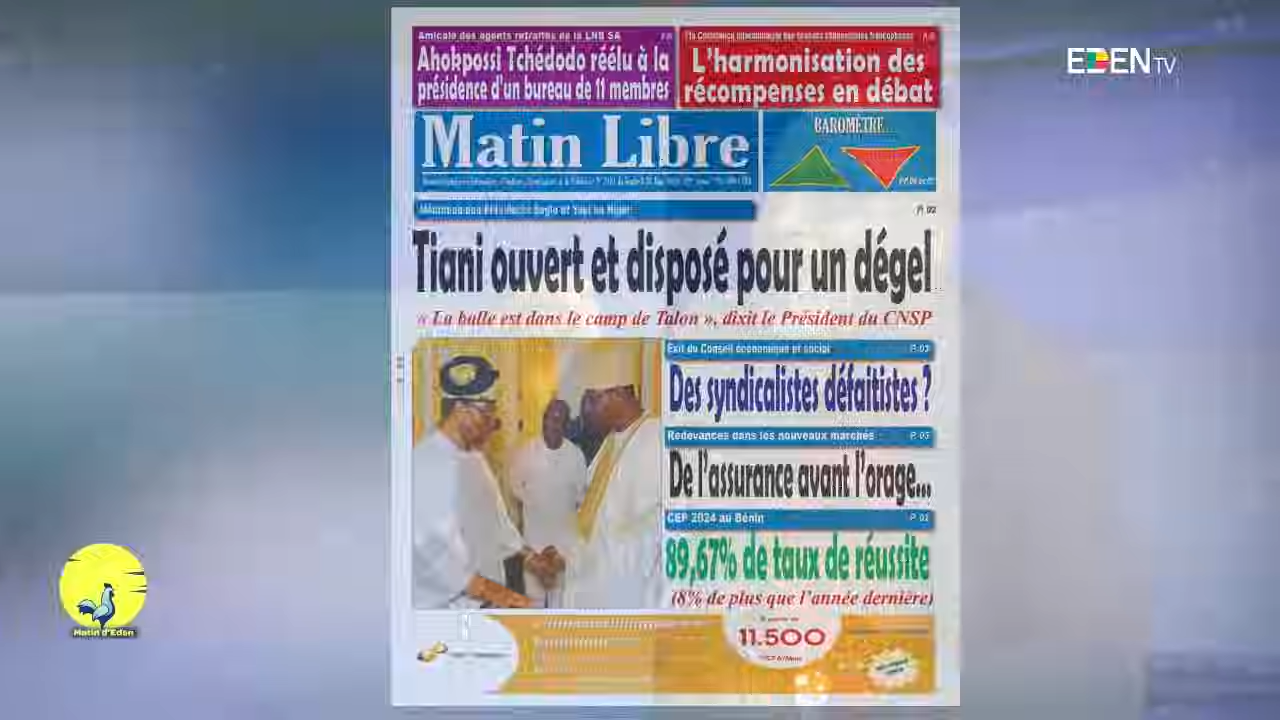 Amicale des agents retraités de la LNB SA
Ahokpossi Tchédodo réélu à la
présidence d'un bureau de 11 membres
L'harmonisation des
récompenses en débat
EDEN TV
Matin Libre
BAROMÈTRE
P. 02
Tiani ouvert et disposé pour un dégel
« La balle est dans le camp de Talon », dixit le Président du CNSP
Exit du Conseil économique et social
P. 03
Des syndicalistes défaitistes ?
Redevances dans les nouveaux marchés
De l'assurance avant l'orage...
CEP 2024 au Bénin
89,67% de taux de réussite
(8% de plus que l'année dernière)
11.500
Matin d'Eden